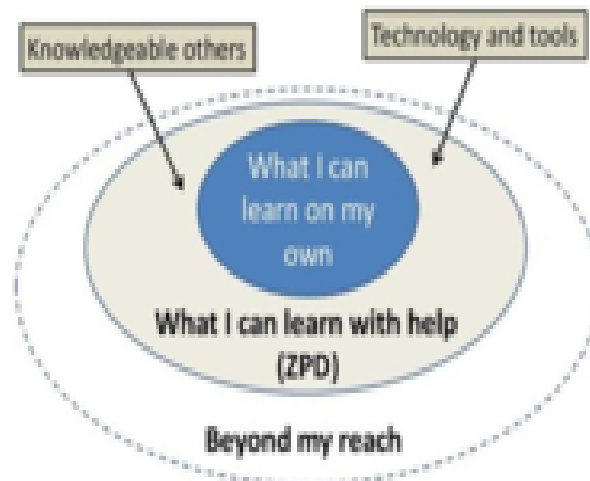 Knowledgeable others
Technology and tools
What I can
learn on my
own
What I can learn with help
(ZPD)
Beyond my reach